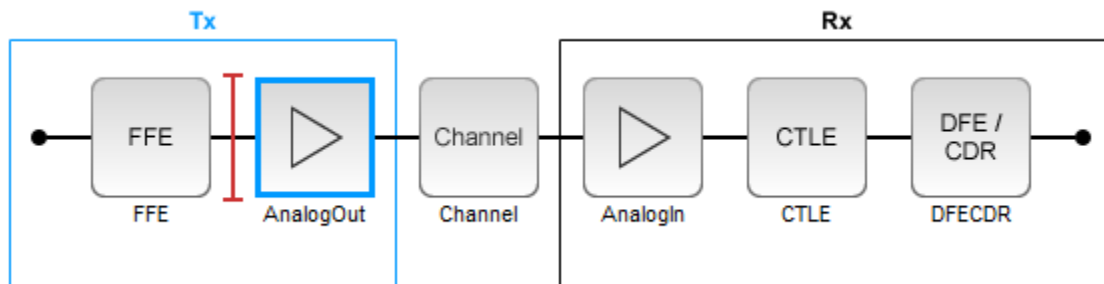 Tx
Rx
FFE
Channel
CTLE
DFE /
CDR
FFE
AnalogOut
Channel
AnalogIn
CTLE
DFECDR